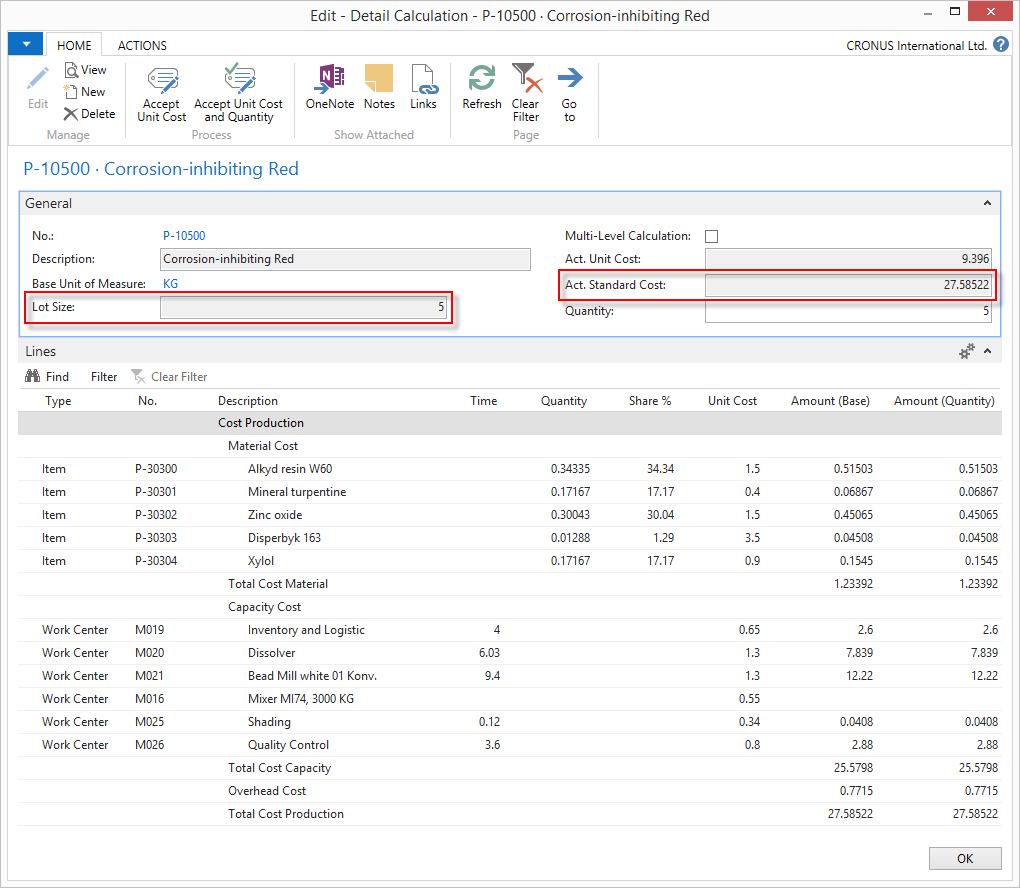 Edit - Detail Calculation - P-10500 · Corrosion-inhibiting Red
HOME ACTIONS CRONUS International Ltd. ?
Edit
View
New
Delete
Manage
Accept Unit Cost
Accept Unit Cost and Quantity
Process
OneNote
Notes
Links
Show Attached
Refresh
Clear Filter
Go to
Page
P-10500 · Corrosion-inhibiting Red
General
No.: P-10500 Multi-Level Calculation:
Description: Corrosion-inhibiting Red Act. Unit Cost: 9.396
Base Unit of Measure: KG Act. Standard Cost: 27.58522
Lot Size: 5 Quantity: 5
Lines
Find Filter Clear Filter
Type No. Description Time Quantity Share % Unit Cost Amount (Base) Amount (Quantity)
Cost Production
Material Cost
Item P-30300 Alkyd resin W60 0.34335 34.34 1.5 0.51503 0.51503
Item P-30301 Mineral turpentine 0.17167 17.17 0.4 0.06867 0.06867
Item P-30302 Zinc oxide 0.30043 30.04 1.5 0.45065 0.45065
Item P-30303 Disperbyk 163 0.01288 1.29 3.5 0.04508 0.04508
Item P-30304 Xylol 0.17167 17.17 0.9 0.1545 0.1545
Total Cost Material 1.23392 1.23392
Capacity Cost
Work Center M019 Inventory and Logistic 4 0.65 2.6 2.6
Work Center M020 Dissolver 6.03 1.3 7.839 7.839
Work Center M021 Bead Mill white 01 Konv. 9.4 1.3 12.22 12.22
Work Center M016 Mixer MI74, 3000 KG 0.55
Work Center M025 Shading 0.12 0.34 0.0408 0.0408
Work Center M026 Quality Control 3.6 0.8 2.88 2.88
Total Cost Capacity 25.5798 25.5798
Overhead Cost 0.7715 0.7715
Total Cost Production 27.58522 27.58522
OK